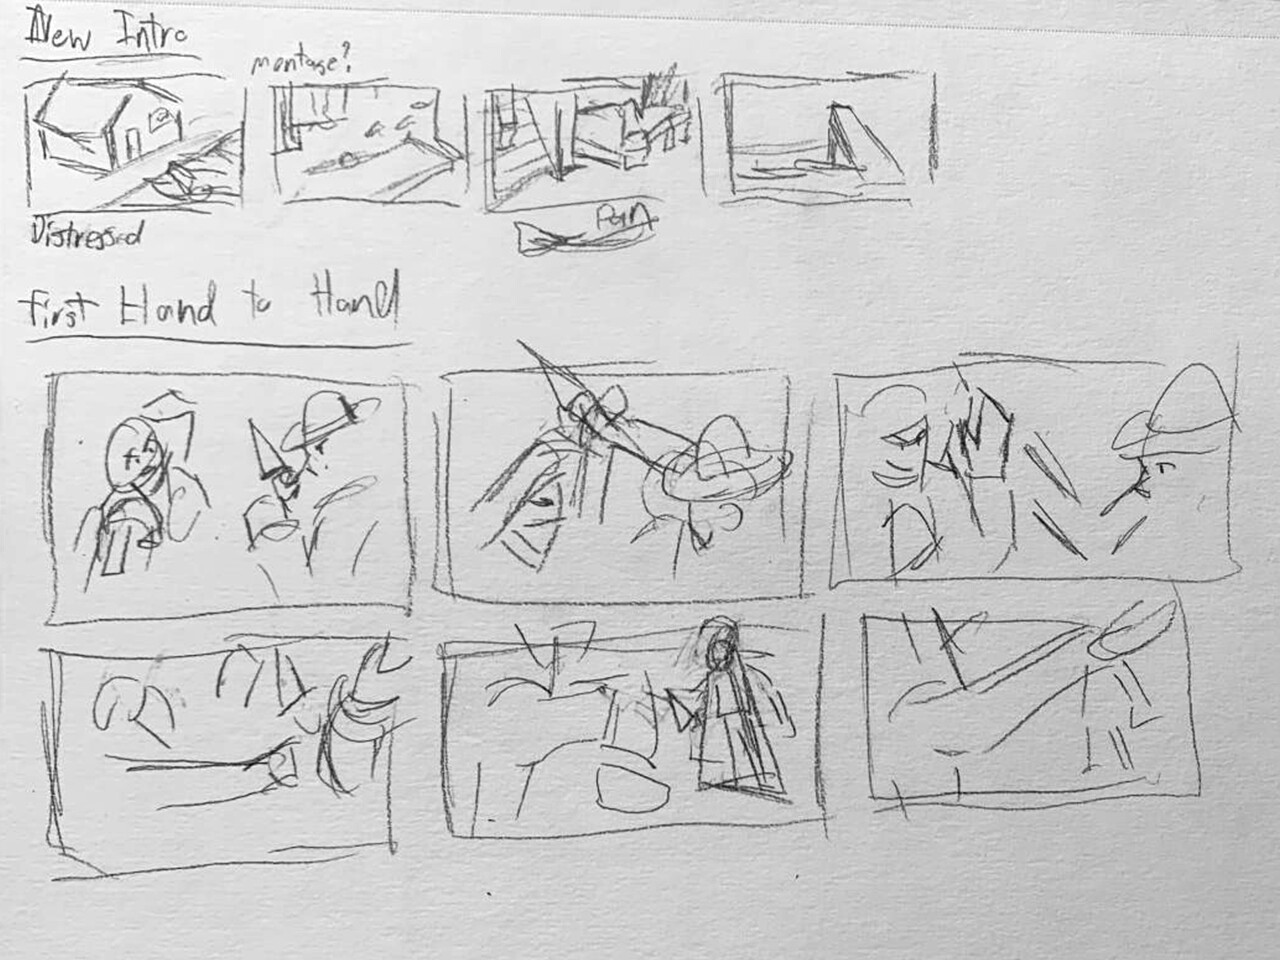 New Intro
montage?
Distressed
Pan
first Hand to Hand